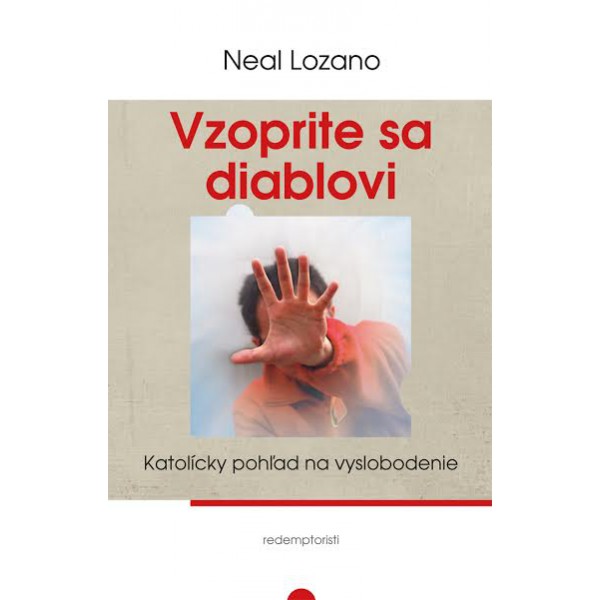 Neal Lozano
Vzoprite sa
diablovi
Katolícky pohľad na vyslobodenie
redemptoristi